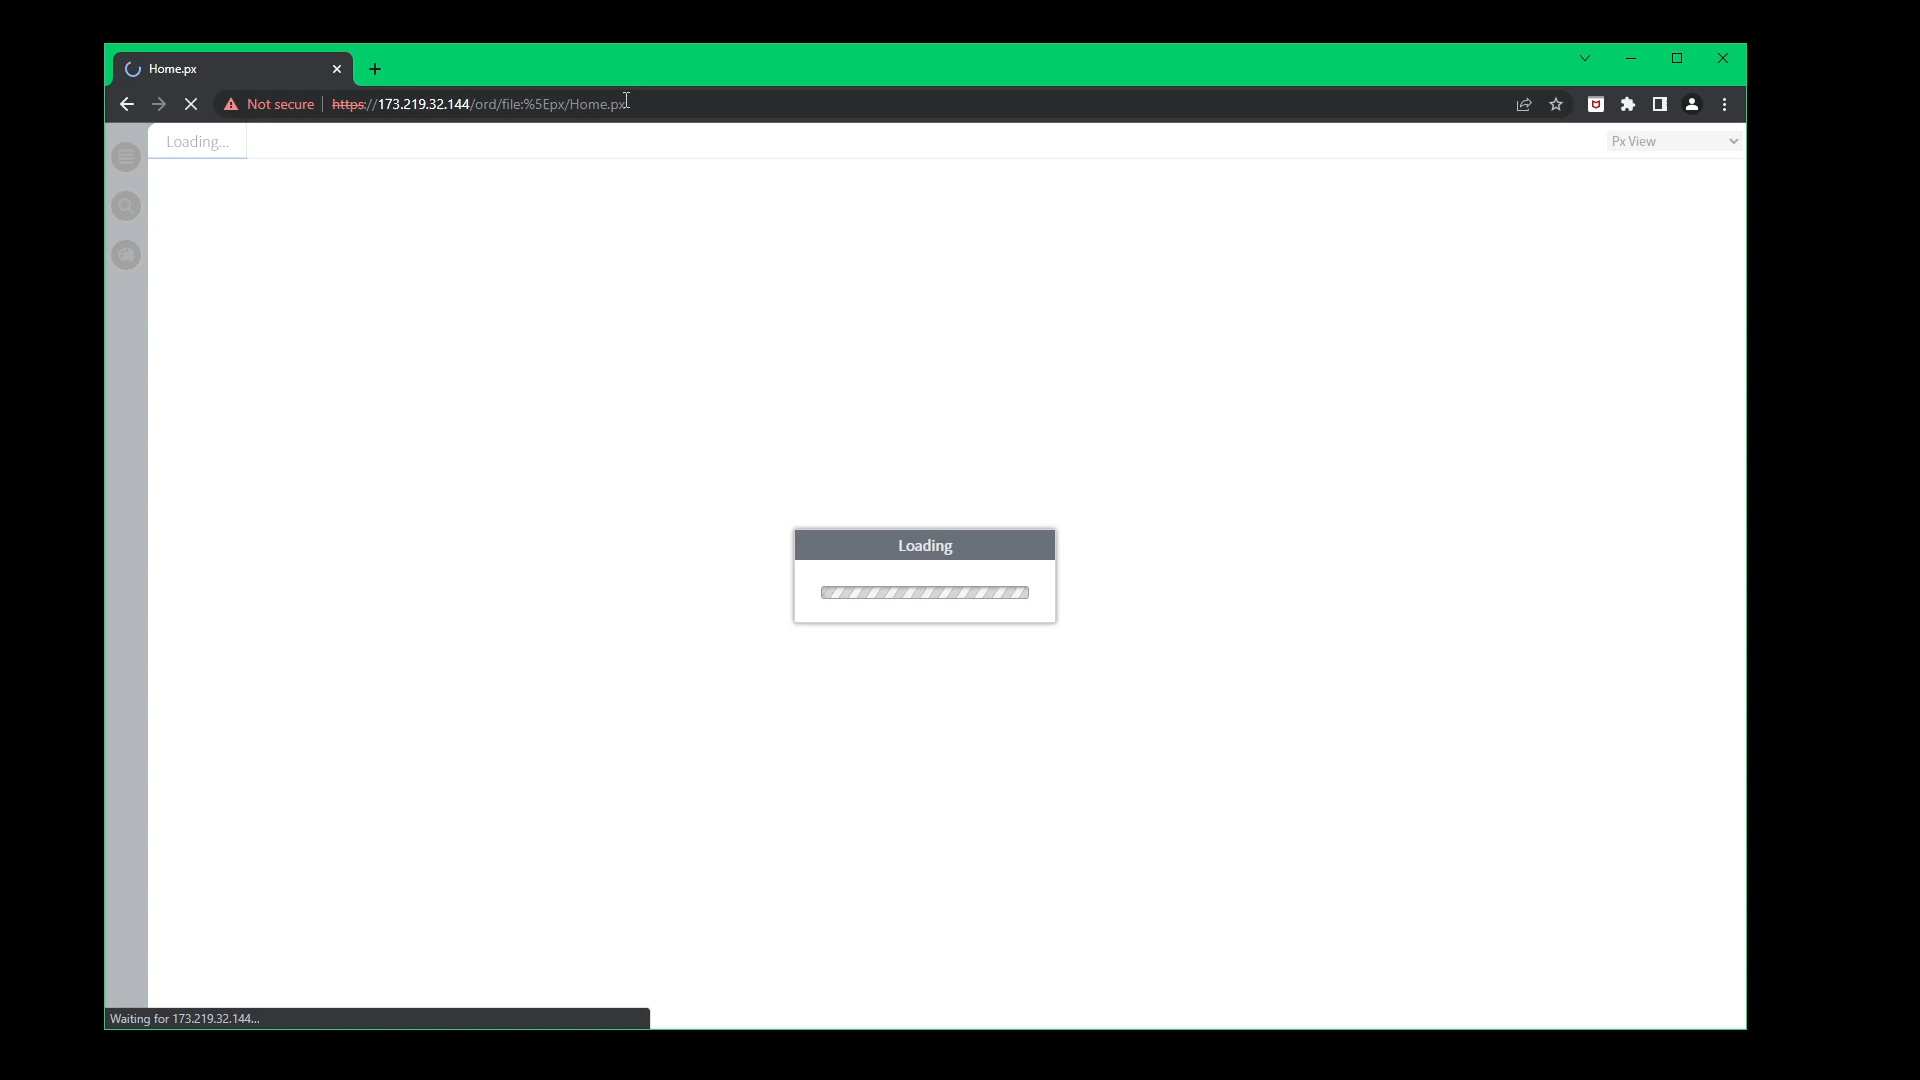 Home.px
Not secure https://173.219.32.144/ord/file:%5Epx/Home.px
Loading...
Px View
Loading
Waiting for 173.219.32.144...